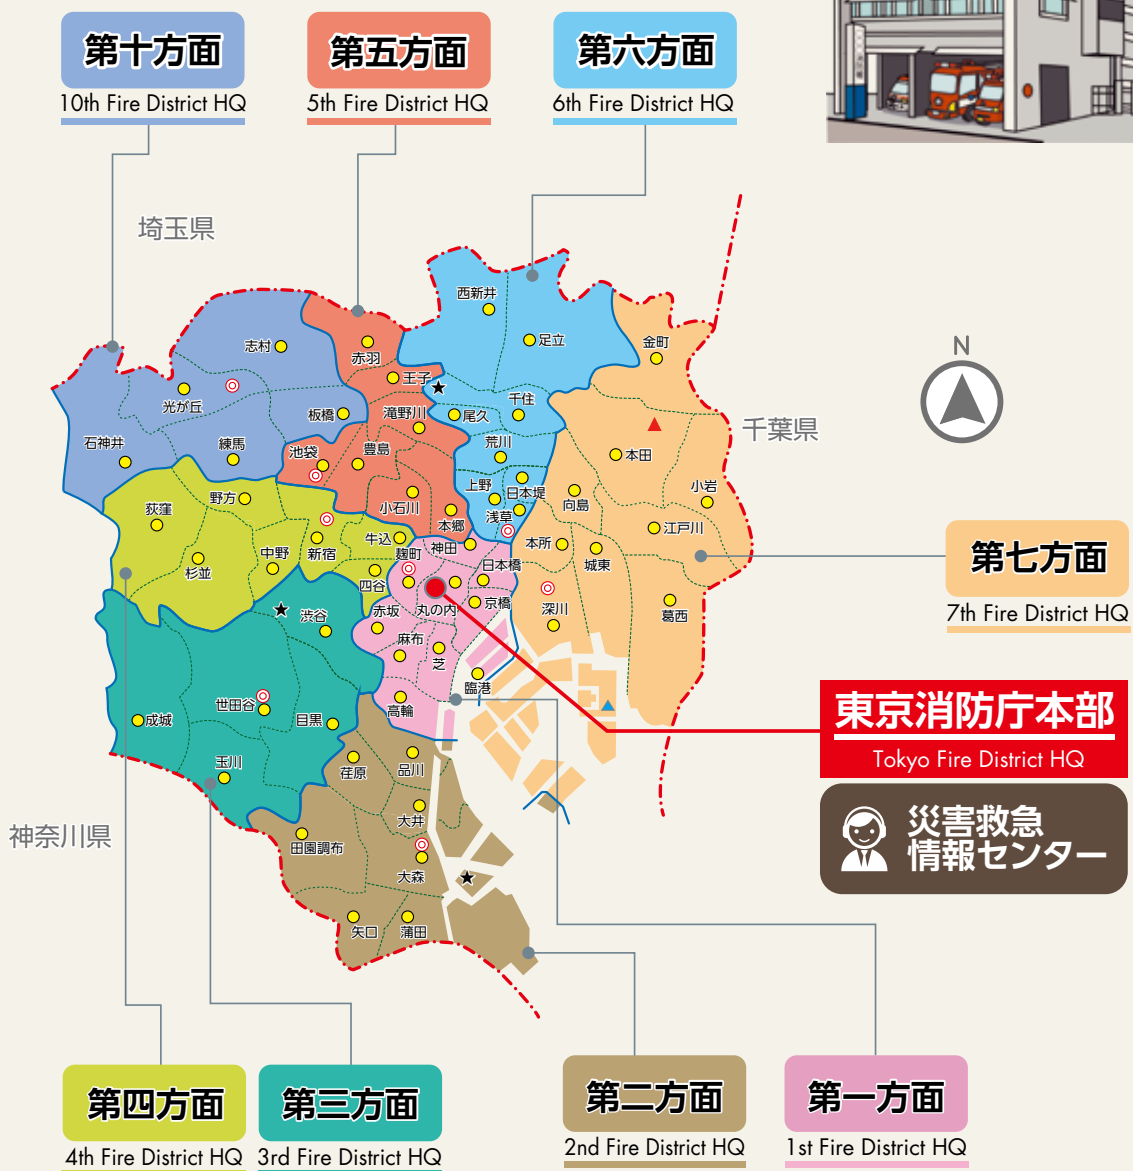 第十方面
10th Fire District HQ
第五方面
5th Fire District HQ
第六方面
6th Fire District HQ
埼玉県
西新井
足立
金町
志村
赤羽
王子
N
光が丘
板橋
滝野川
尾久
千住
千葉県
石神井
練馬
池袋
豊島
荒川
本田
上野
日本堤
小岩
荻窪
野方
小石川
本郷
浅草
向島
江戸川
杉並
中野
新宿
牛込
麹町
神田
日本橋
本所
城東
第七方面
7th Fire District HQ
四谷
赤坂
丸の内
京橋
深川
葛西
渋谷
麻布
芝
臨港
成城
世田谷
目黒
高輪
東京消防庁本部
Tokyo Fire District HQ
玉川
荏原
品川
神奈川県
田園調布
大井
災害救急
情報センター
大森
矢口
蒲田
第四方面
4th Fire District HQ
第三方面
3rd Fire District HQ
第二方面
2nd Fire District HQ
第一方面
1st Fire District HQ